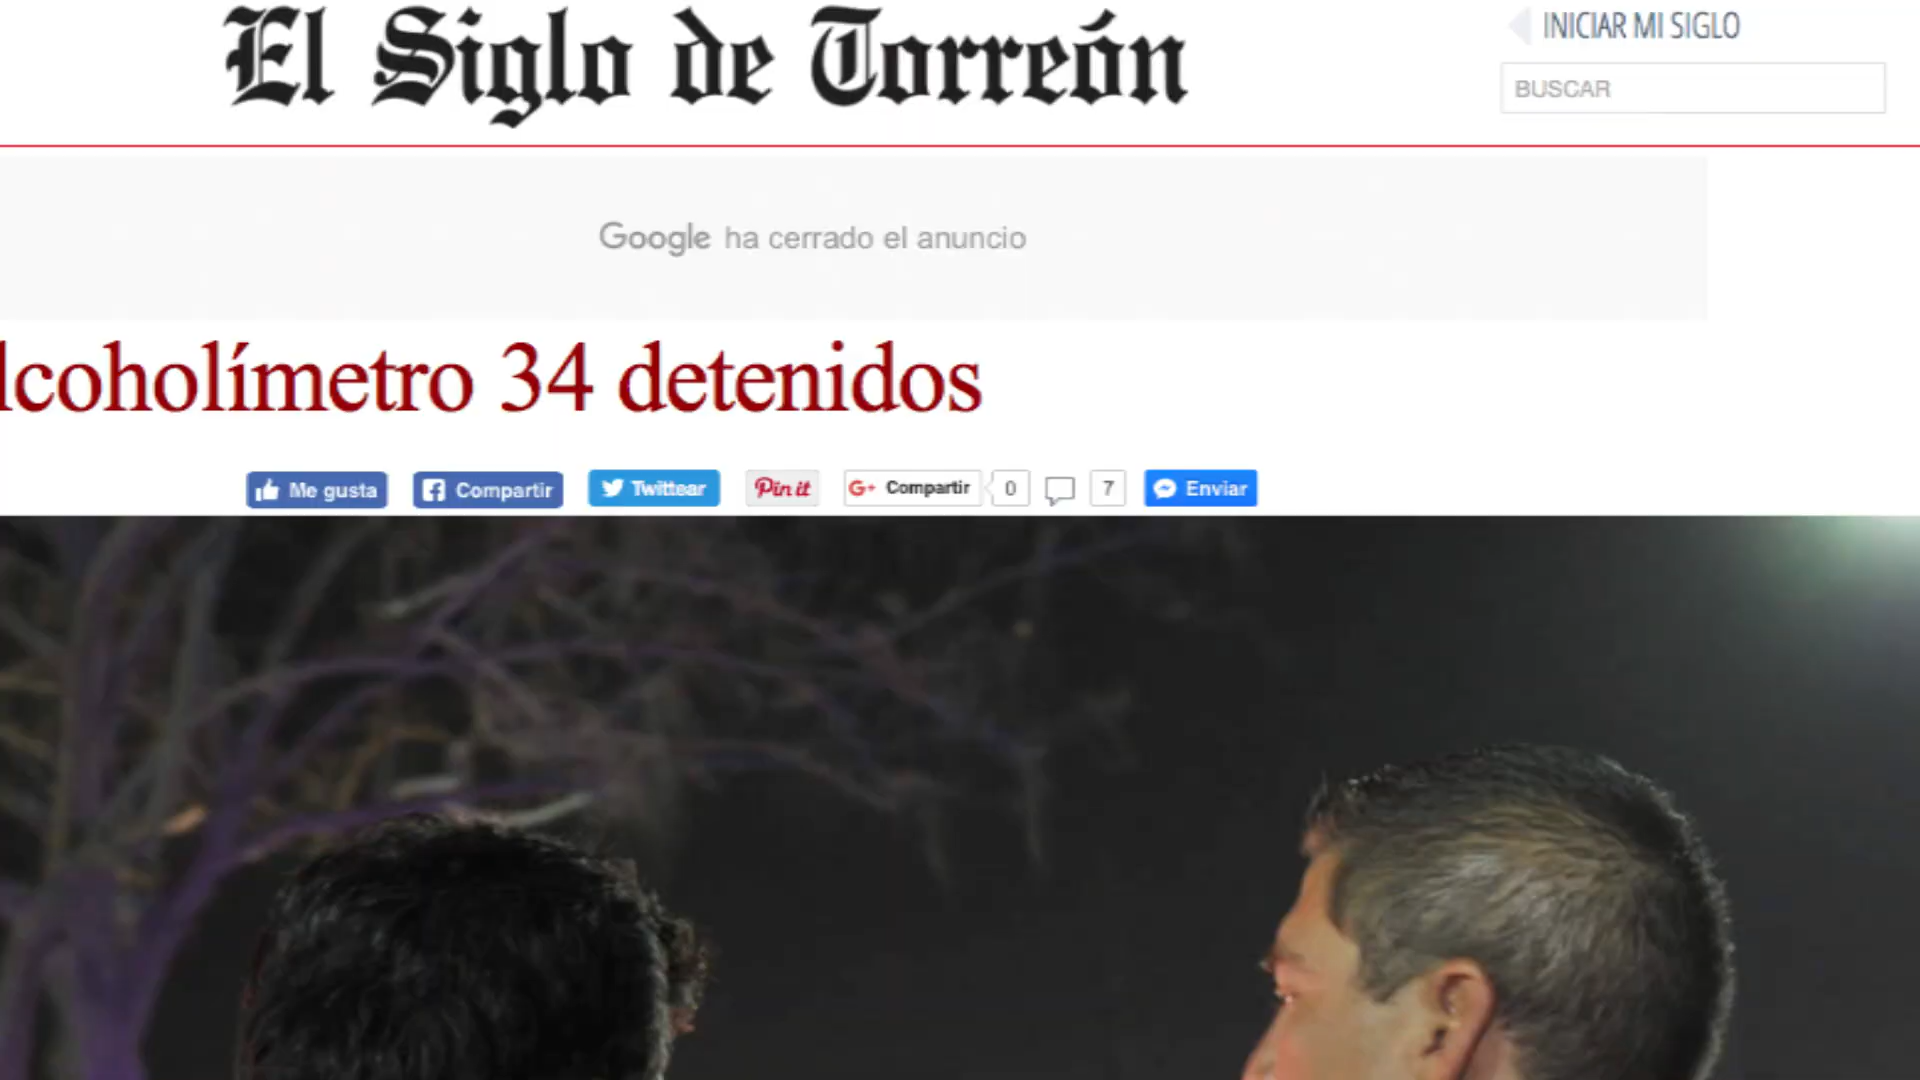 El Siglo de Torreón
INICIAR MI SIGLO
BUSCAR
Google ha cerrado el anuncio
lcoholímetro 34 detenidos
Me gusta
Compartir
Twittear
Pin it
G+ Compartir
0
7
Enviar